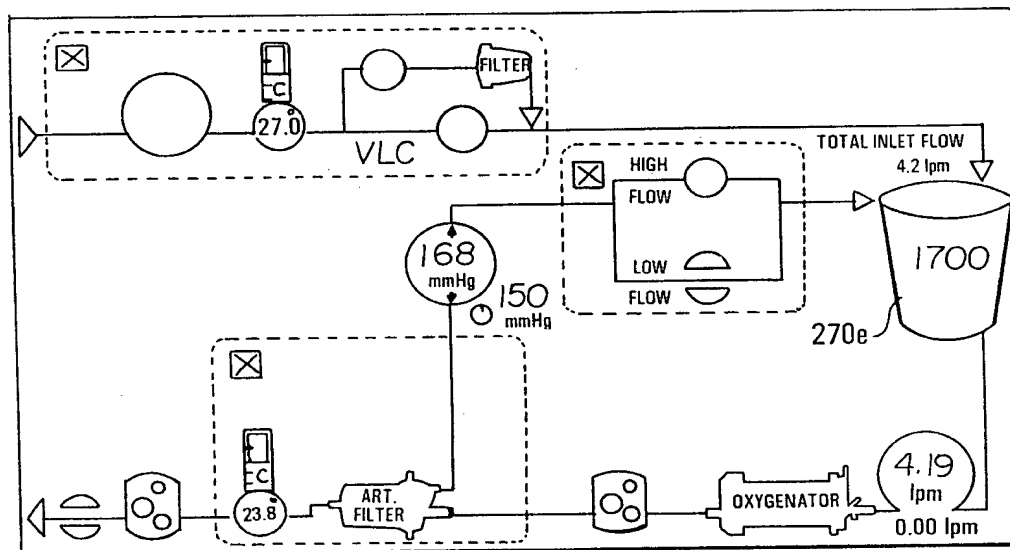 FILTER
C
27.0°
VLC
TOTAL INLET FLOW
4.2 lpm
HIGH
FLOW
168
mmHg
150
mmHg
LOW
FLOW
1700
270e
C
23.8°
ART.
FILTER
OXYGENATOR
4.19
lpm
0.00 lpm